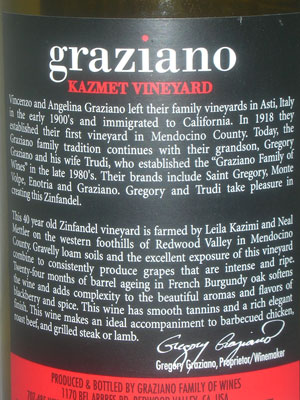 graziano
KAZMET VINEYARD
Vincenzo and Angelina Graziano left their family vineyards in Asti, Italy
in the early 1900's and immigrated to California. In 1918 they
established their first vineyard in Mendocino County. Today, the
Graziano family tradition continues with their grandson, Gregory
Graziano and his wife Trudi, who established the "Graziano Family of
Wines" in the late 1980's. Their brands include Saint Gregory, Monte
Volpe, Enotria and Graziano. Gregory and Trudi take pleasure in
creating this Zinfandel.
This 40 year old Zinfandel vineyard is farmed by Leila Kazimi and Neal
Mettler on the western foothills of Redwood Valley in Mendocino
County. Gravelly loam soils and the excellent exposure of this vineyard
combine to consistently produce grapes that are intense and ripe.
Twenty-four months of barrel ageing in French Burgundy oak softens
the wine and adds complexity to the beautiful aromas and flavors of
blackberry and spice. This wine has smooth tannins and a rich elegant
finish. This wine makes an ideal accompaniment to barbecued chicken,
roast beef, and grilled steak or lamb.
Gregory Graziano
Gregory Graziano, Proprietor/Winemaker
PRODUCED & BOTTLED BY GRAZIANO FAMILY OF WINES
1170 BEL ARBRES RD. REDWOOD VALLEY, CA, USA